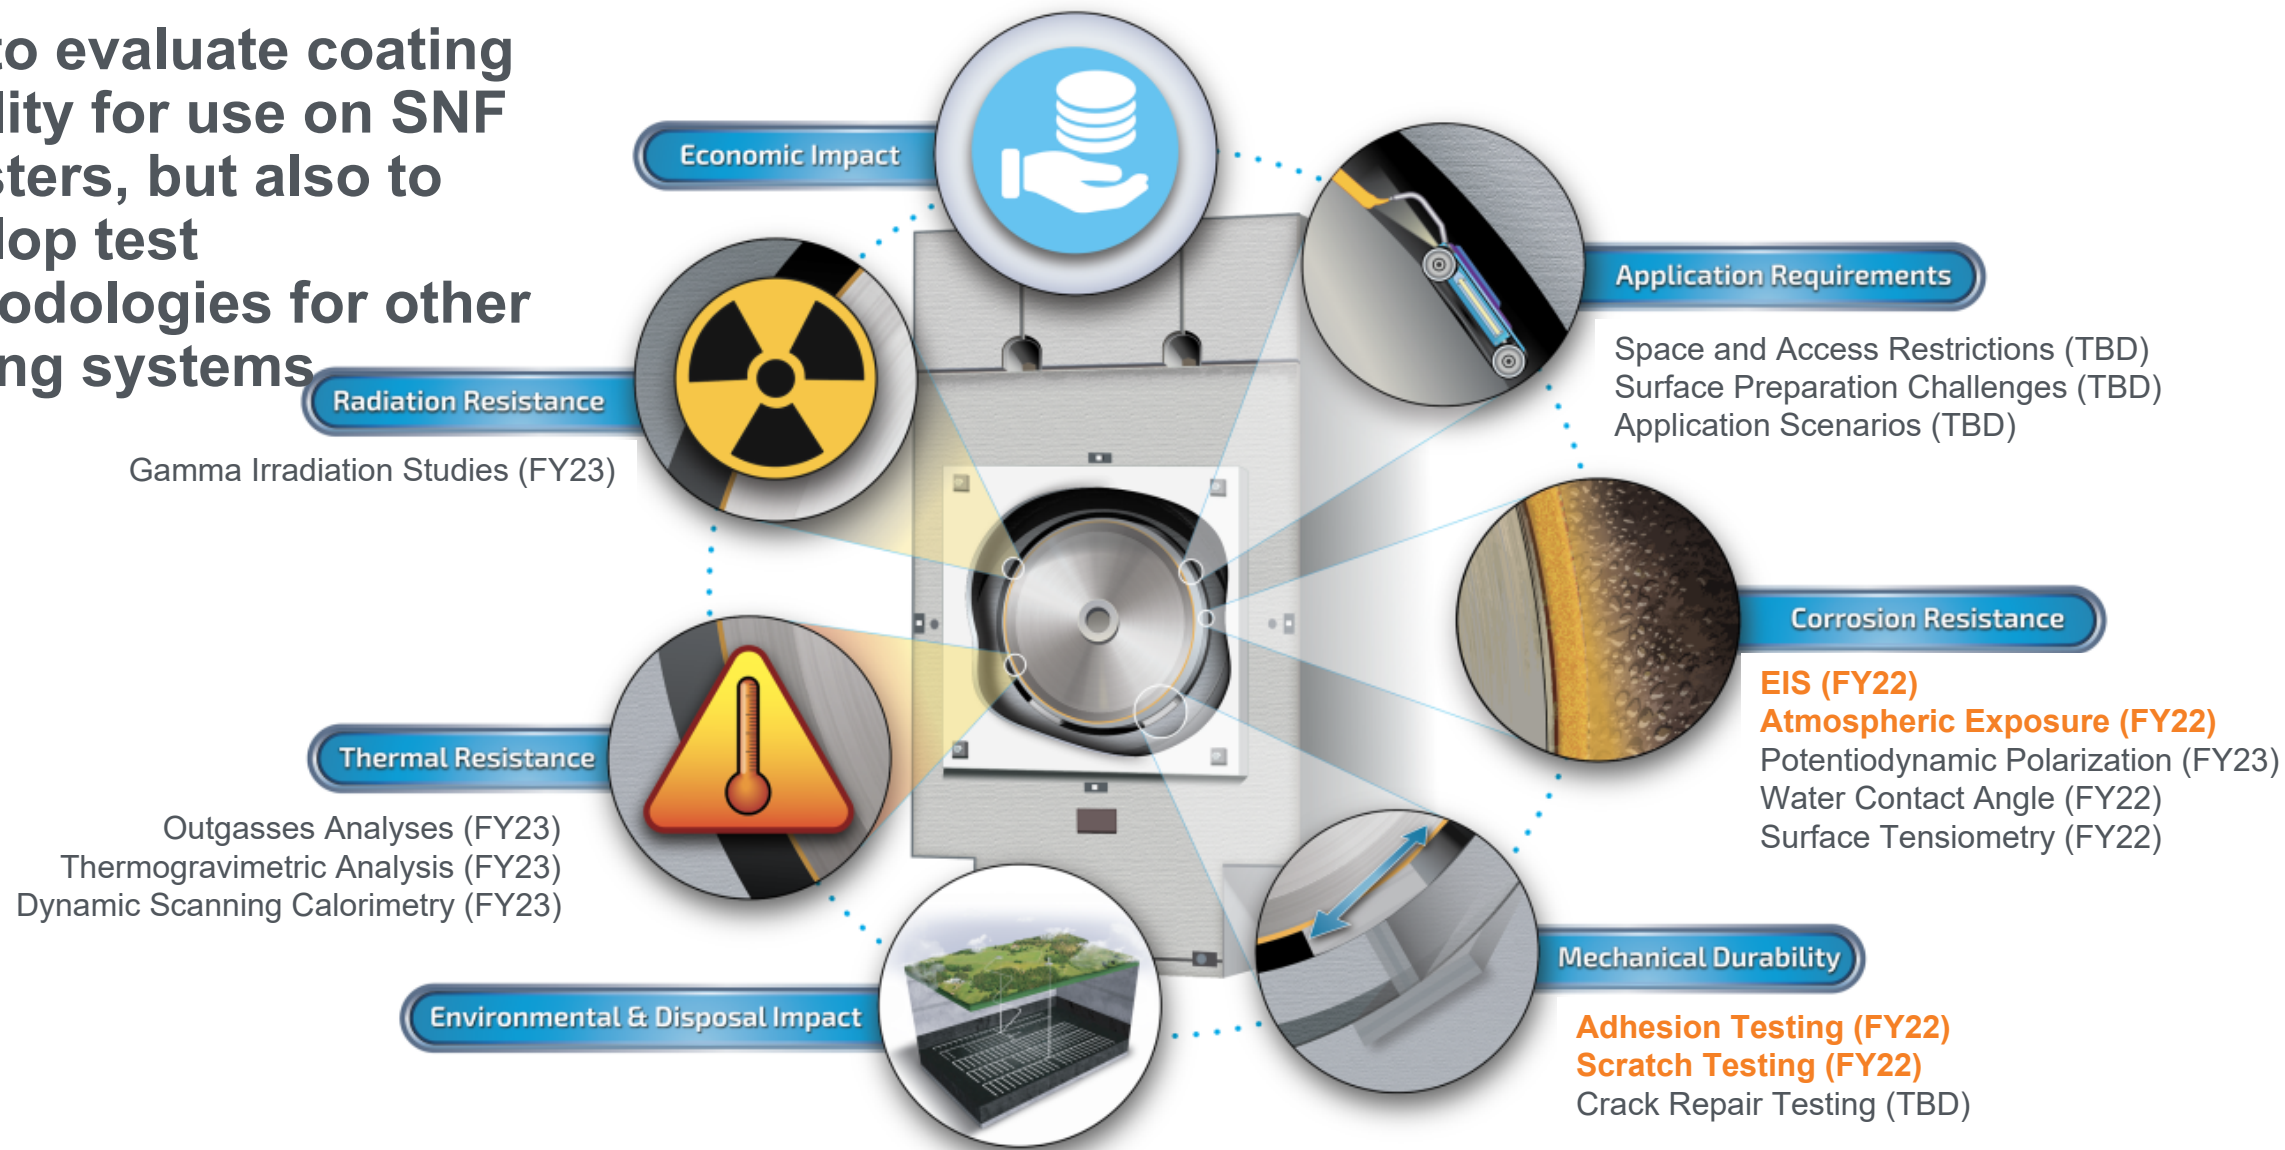 to evaluate coating
lity for use on SNF
sters, but also to
lop test
odologies for other
ng systems
Economic Impact
Application Requirements
Space and Access Restrictions (TBD)
Surface Preparation Challenges (TBD)
Application Scenarios (TBD)
Radiation Resistance
Gamma Irradiation Studies (FY23)
Corrosion Resistance
EIS (FY22)
Atmospheric Exposure (FY22)
Potentiodynamic Polarization (FY23)
Water Contact Angle (FY22)
Surface Tensiometry (FY22)
Thermal Resistance
Outgasses Analyses (FY23)
Thermogravimetric Analysis (FY23)
Dynamic Scanning Calorimetry (FY23)
Mechanical Durability
Adhesion Testing (FY22)
Scratch Testing (FY22)
Crack Repair Testing (TBD)
Environmental & Disposal Impact